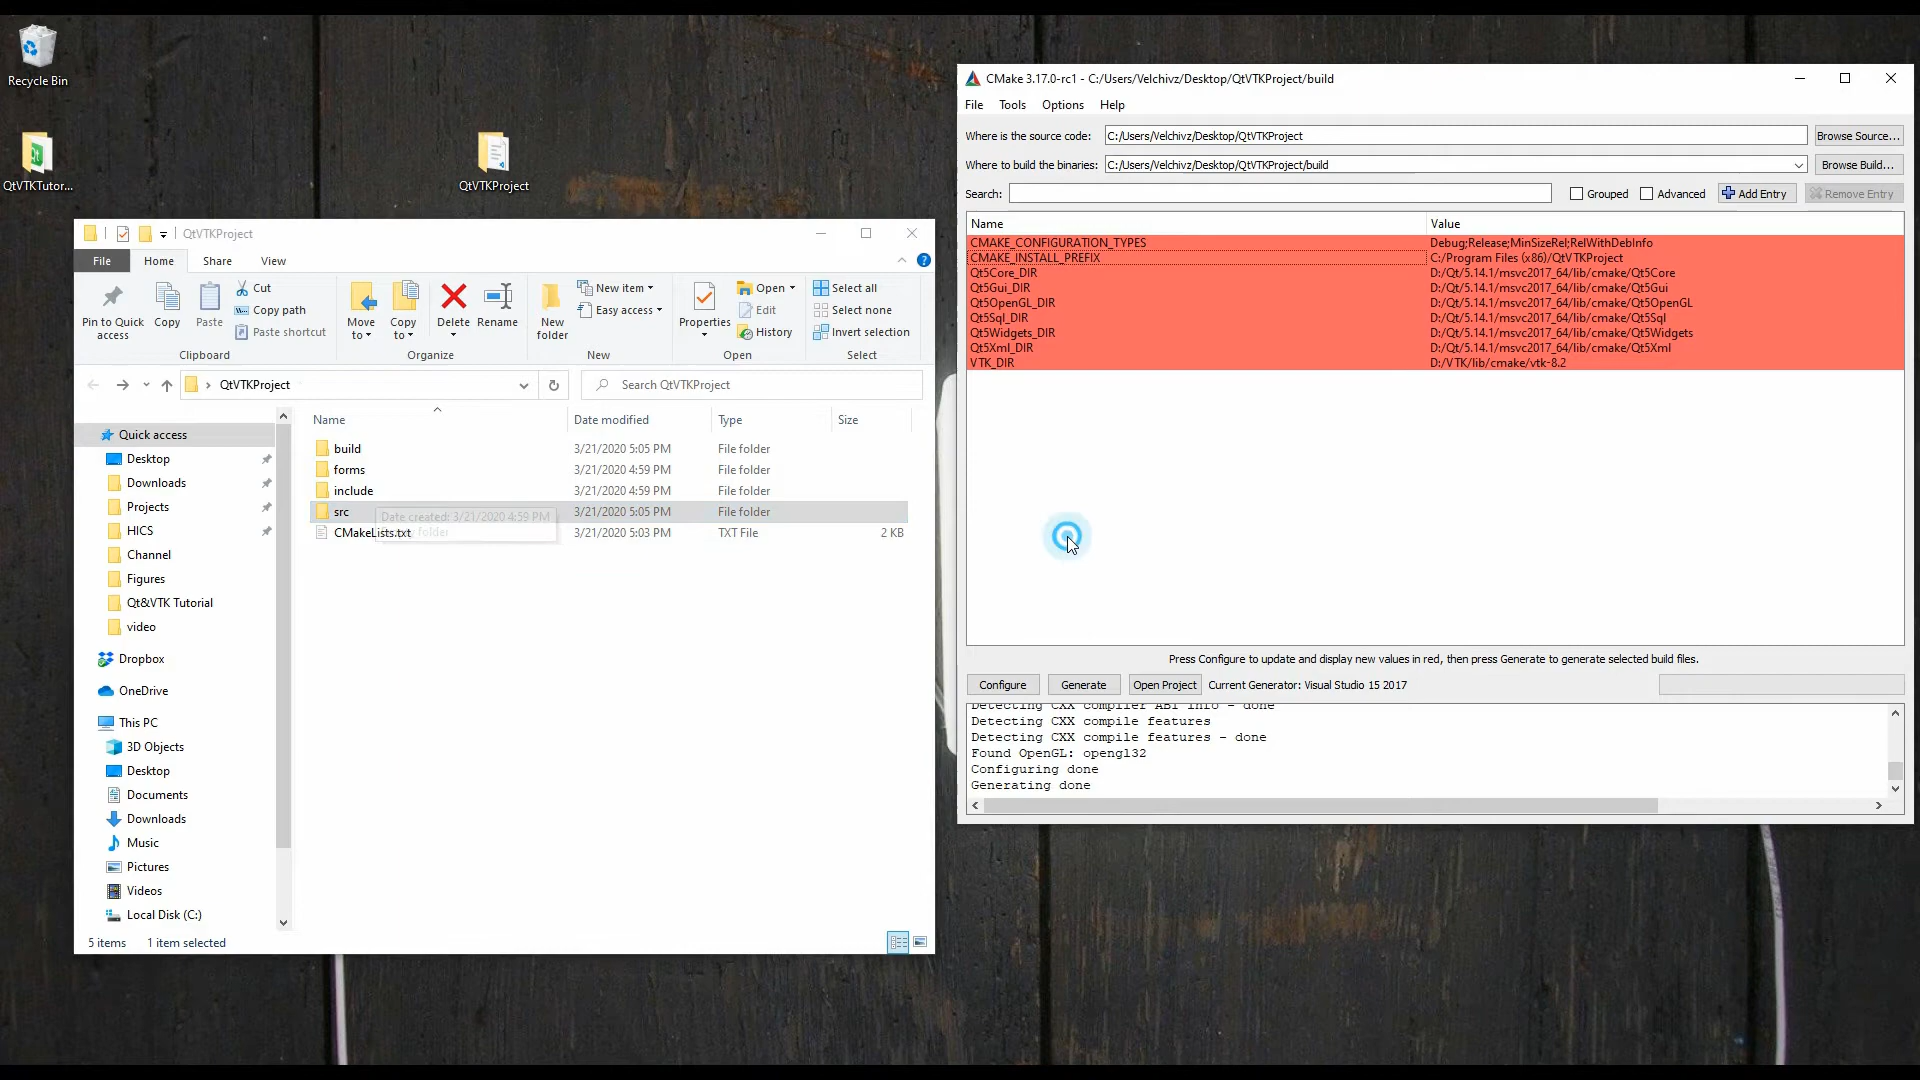 Recycle Bin
QtVTKTutor...
QtVTKProject
QtVTKProject
File
Home
Share
View
Pin to Quick access
Copy
Paste
Cut
Copy path
Paste shortcut
Clipboard
Move to
Copy to
Delete
Rename
Organize
New folder
New item
Easy access
New
Properties
Open
Edit
History
Open
Select all
Select none
Invert selection
Select
QtVTKProject
Search QtVTKProject
Name
Date modified
Type
Size
build 3/21/2020 5:05 PM File folder
forms 3/21/2020 4:59 PM File folder
include 3/21/2020 4:59 PM File folder
src 3/21/2020 5:05 PM File folder
Date created: 3/21/2020 4:59 PM
folder
CMakeLists.txt 3/21/2020 5:03 PM TXT File 2 KB
Quick access
Desktop
Downloads
Projects
HICS
Channel
Figures
Qt&VTK Tutorial
video
Dropbox
OneDrive
This PC
3D Objects
Desktop
Documents
Downloads
Music
Pictures
Videos
Local Disk (C:)
5 items 1 item selected
CMake 3.17.0-rc1 - C:/Users/Velchivz/Desktop/QtVTKProject/build
File Tools Options Help
Where is the source code: C:/Users/Velchivz/Desktop/QtVTKProject Browse Source...
Where to build the binaries: C:/Users/Velchivz/Desktop/QtVTKProject/build Browse Build...
Search: Grouped Advanced Add Entry Remove Entry
Name Value
CMAKE_CONFIGURATION_TYPES Debug;Release;MinSizeRel;RelWithDebInfo
CMAKE_INSTALL_PREFIX C:/Program Files (x86)/QtVTKProject
Qt5Core_DIR D:/Qt/5.14.1/msvc2017_64/lib/cmake/Qt5Core
Qt5Gui_DIR D:/Qt/5.14.1/msvc2017_64/lib/cmake/Qt5Gui
Qt5OpenGL_DIR D:/Qt/5.14.1/msvc2017_64/lib/cmake/Qt5OpenGL
Qt5Sql_DIR D:/Qt/5.14.1/msvc2017_64/lib/cmake/Qt5Sql
Qt5Widgets_DIR D:/Qt/5.14.1/msvc2017_64/lib/cmake/Qt5Widgets
Qt5Xml_DIR D:/Qt/5.14.1/msvc2017_64/lib/cmake/Qt5Xml
VTK_DIR D:/VTK/lib/cmake/vtk-8.2
Press Configure to update and display new values in red, then press Generate to generate selected build files.
Configure Generate Open Project Current Generator: Visual Studio 15 2017
Detecting CXX compiler ABI info - done
Detecting CXX compile features
Detecting CXX compile features - done
Found OpenGL: opengl32
Configuring done
Generating done